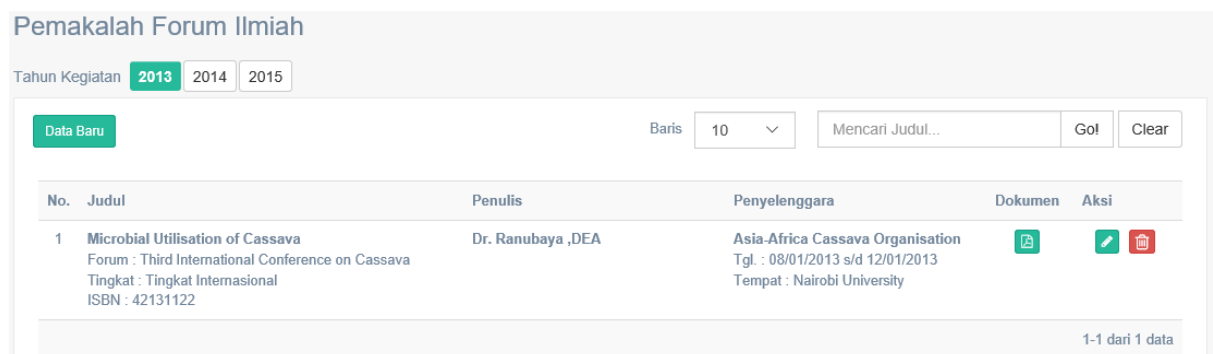 Pemakalah Forum Ilmiah
Tahun Kegiatan 2013 2014 2015
Data Baru Baris 10 Mencari Judul... Go! Clear
No. Judul Penulis Penyelenggara Dokumen Aksi
1 Microbial Utilisation of Cassava Dr. Ranubaya ,DEA Asia-Africa Cassava Organisation
Forum : Third International Conference on Cassava Tgl. : 08/01/2013 s/d 12/01/2013
Tingkat : Tingkat Internasional Tempat : Nairobi University
ISBN : 42131122
1-1 dari 1 data